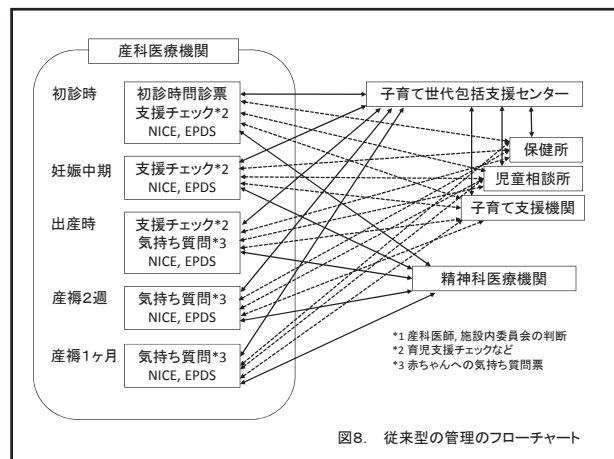 産科医療機関
初診時
初診時問診票
支援チェック*2
NICE, EPDS
妊娠中期
支援チェック*2
NICE, EPDS
出産時
支援チェック*2
気持ち質問*3
NICE, EPDS
産褥2週
気持ち質問*3
NICE, EPDS
産褥1ヶ月
気持ち質問*3
NICE, EPDS
子育て世代包括支援センター
保健所
児童相談所
子育て支援機関
精神科医療機関
*1 産科医師, 施設内委員会の判断
*2 育児支援チェックなど
*3 赤ちゃんへの気持ち質問票
図8. 従来型の管理のフローチャート